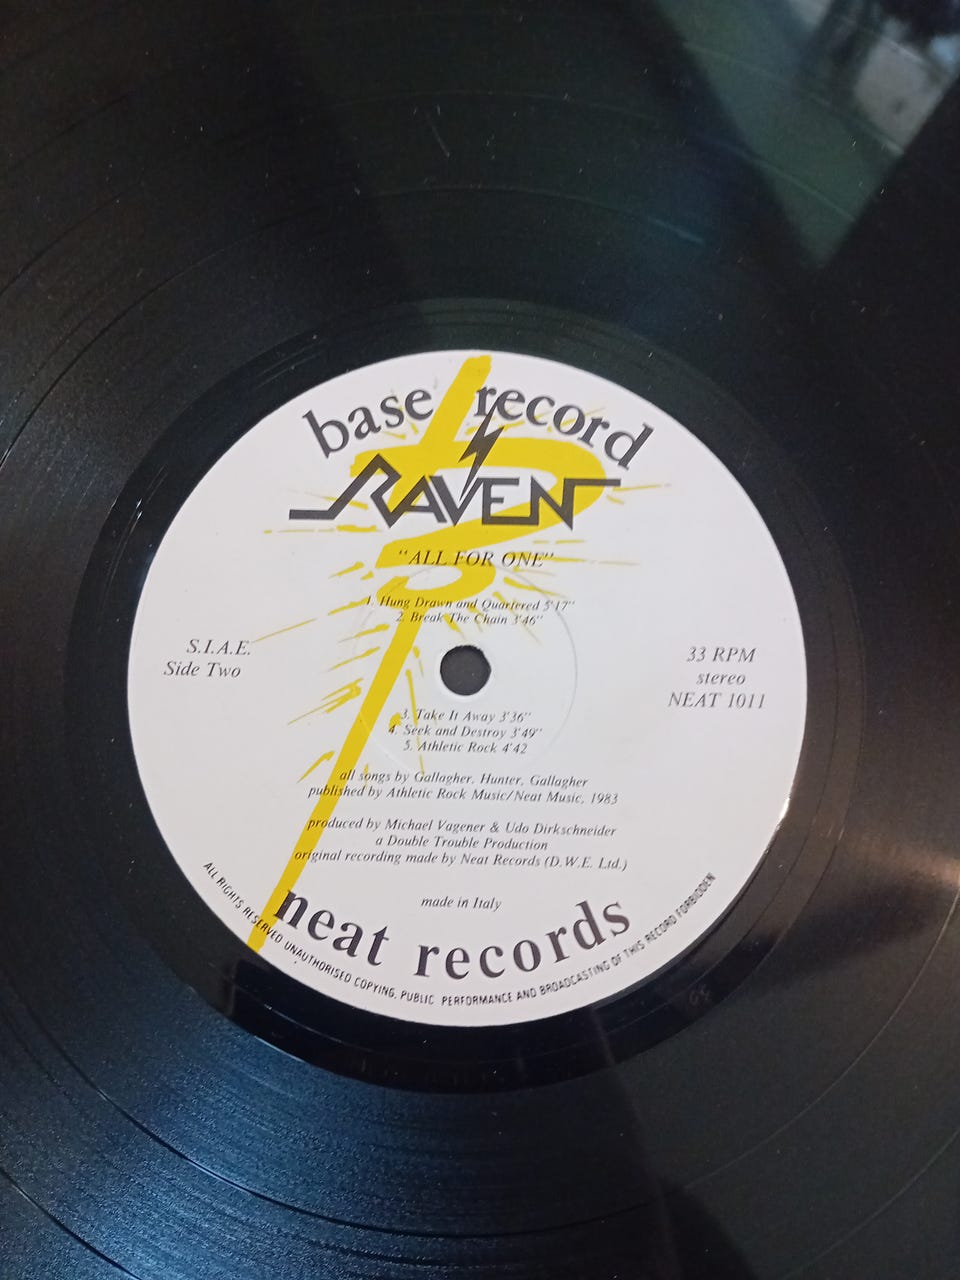 base record
RAVEN
"ALL FOR ONE"
1. Hung Drawn and Quartered 5'17"
2. Break The Chain 3'46"
S.I.A.E.
Side Two
33 RPM
stereo
NEAT 1011
3. Take It Away 3'36"
4. Seek and Destroy 3'49"
5. Athletic Rock 4'42
all songs by Gallagher, Hunter, Gallagher
published by Athletic Rock Music/Neat Music, 1983
produced by Michael Vagener & Udo Dirkschneider
a Double Trouble Production
original recording made by Neat Records (D.W.E. Ltd.)
made in Italy
neat records
ALL RIGHTS RESERVED UNAUTHORISED COPYING, PUBLIC PERFORMANCE AND BROADCASTING OF THIS RECORD FORBIDDEN